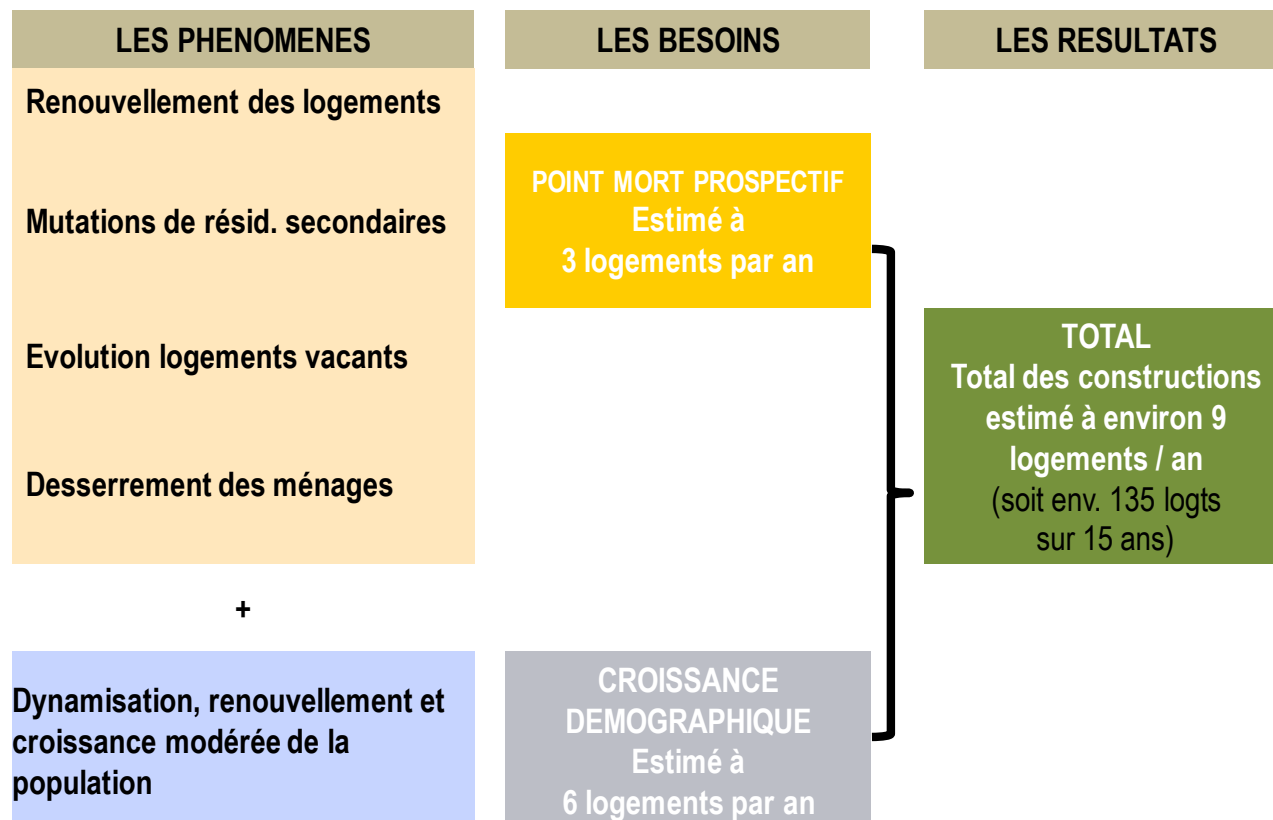 LES PHENOMENES
Renouvellement des logements
Mutations de résid. secondaires
Evolution logements vacants
Desserrement des ménages
+
Dynamisation, renouvellement et
croissance modérée de la
population
LES BESOINS
POINT MORT PROSPECTIF
Estimé à
3 logements par an
CROISSANCE
DEMOGRAPHIQUE
Estimé à
6 logements par an
LES RESULTATS
TOTAL
Total des constructions
estimé à environ 9
logements / an
(soit env. 135 logts
sur 15 ans)